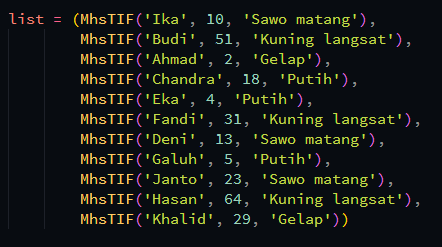 list = (MhsTIF('Ika', 10, 'Sawo matang'),
MhsTIF('Budi', 51, 'Kuning langsat'),
MhsTIF('Ahmad', 2, 'Gelap'),
MhsTIF('Chandra', 18, 'Putih'),
MhsTIF('Eka', 4, 'Putih'),
MhsTIF('Fandi', 31, 'Kuning langsat'),
MhsTIF('Deni', 13, 'Sawo matang'),
MhsTIF('Galuh', 5, 'Putih'),
MhsTIF('Janto', 23, 'Sawo matang'),
MhsTIF('Hasan', 64, 'Kuning langsat'),
MhsTIF('Khalid', 29, 'Gelap'))